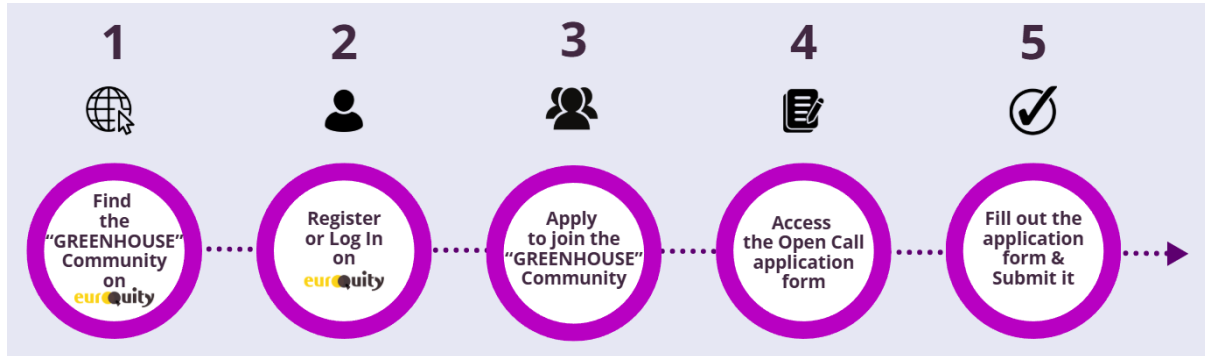 1
2
3
4
5
Find
the
“GREENHOUSE”
Community
on
euroQuity
Register
or Log In
on
euroQuity
Apply
to join the
“GREENHOUSE”
Community
Access
the Open Call
application
form
Fill out the
application
form &
Submit it